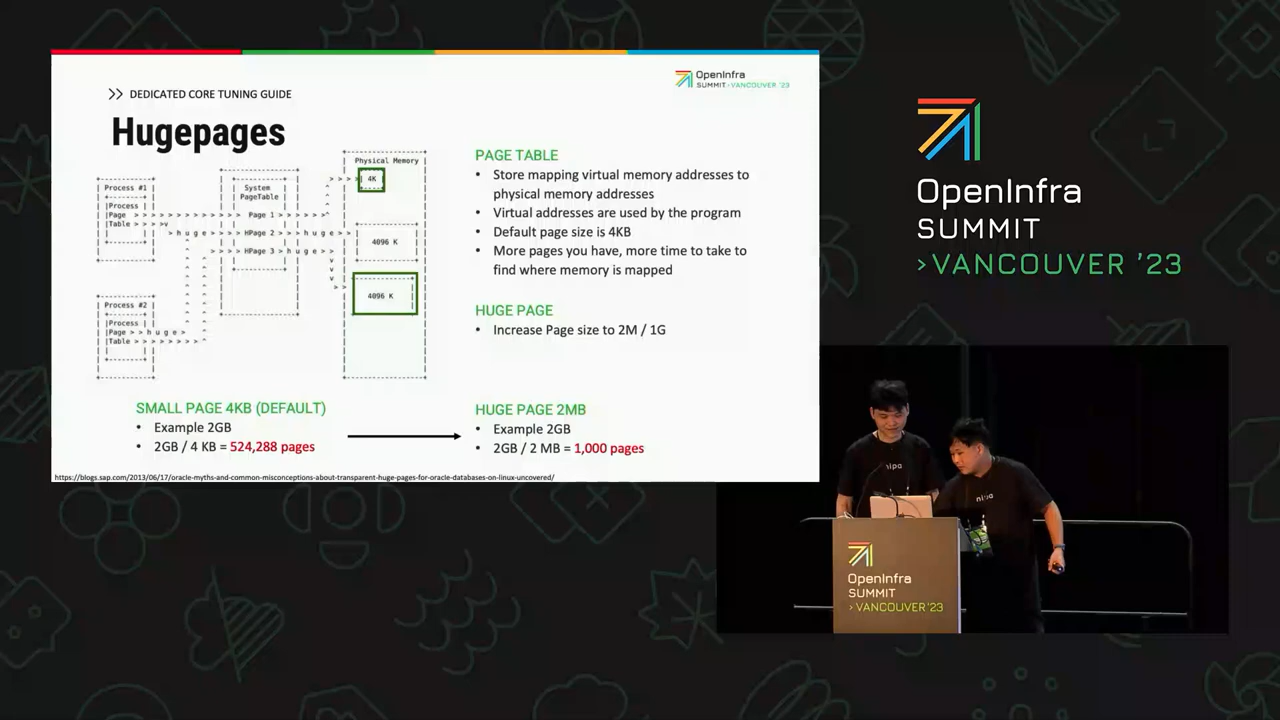 >> DEDICATED CORE TUNING GUIDE
OpenInfra
SUMMIT >VANCOUVER '23
Hugepages
Physical Memory
4K
Process #1
System
PageTable
|Process |
|Page > > > > > > > > > > > Page 1 > > > > >^
|Table > > >v
>huge> > HPage 2 > > > huge> >
4096 K
> HPage 3 > huge> > >
4096 K
Process #2
|Process |
|Page > > huge>
|Table > > > > > > > >^
PAGE TABLE
• Store mapping virtual memory addresses to
physical memory addresses
• Virtual addresses are used by the program
• Default page size is 4KB
• More pages you have, more time to take to
find where memory is mapped
HUGE PAGE
• Increase Page size to 2M / 1G
SMALL PAGE 4KB (DEFAULT)
• Example 2GB
• 2GB / 4 KB = 524,288 pages
HUGE PAGE 2MB
• Example 2GB
• 2GB / 2 MB = 1,000 pages
https://blogs.sap.com/2013/06/17/oracle-myths-and-common-misconceptions-about-transparent-huge-pages-for-oracle-databases-on-linux-uncovered/
OpenInfra
SUMMIT
>VANCOUVER '23
nipa
nipa
OpenInfra
SUMMIT
>VANCOUVER'23